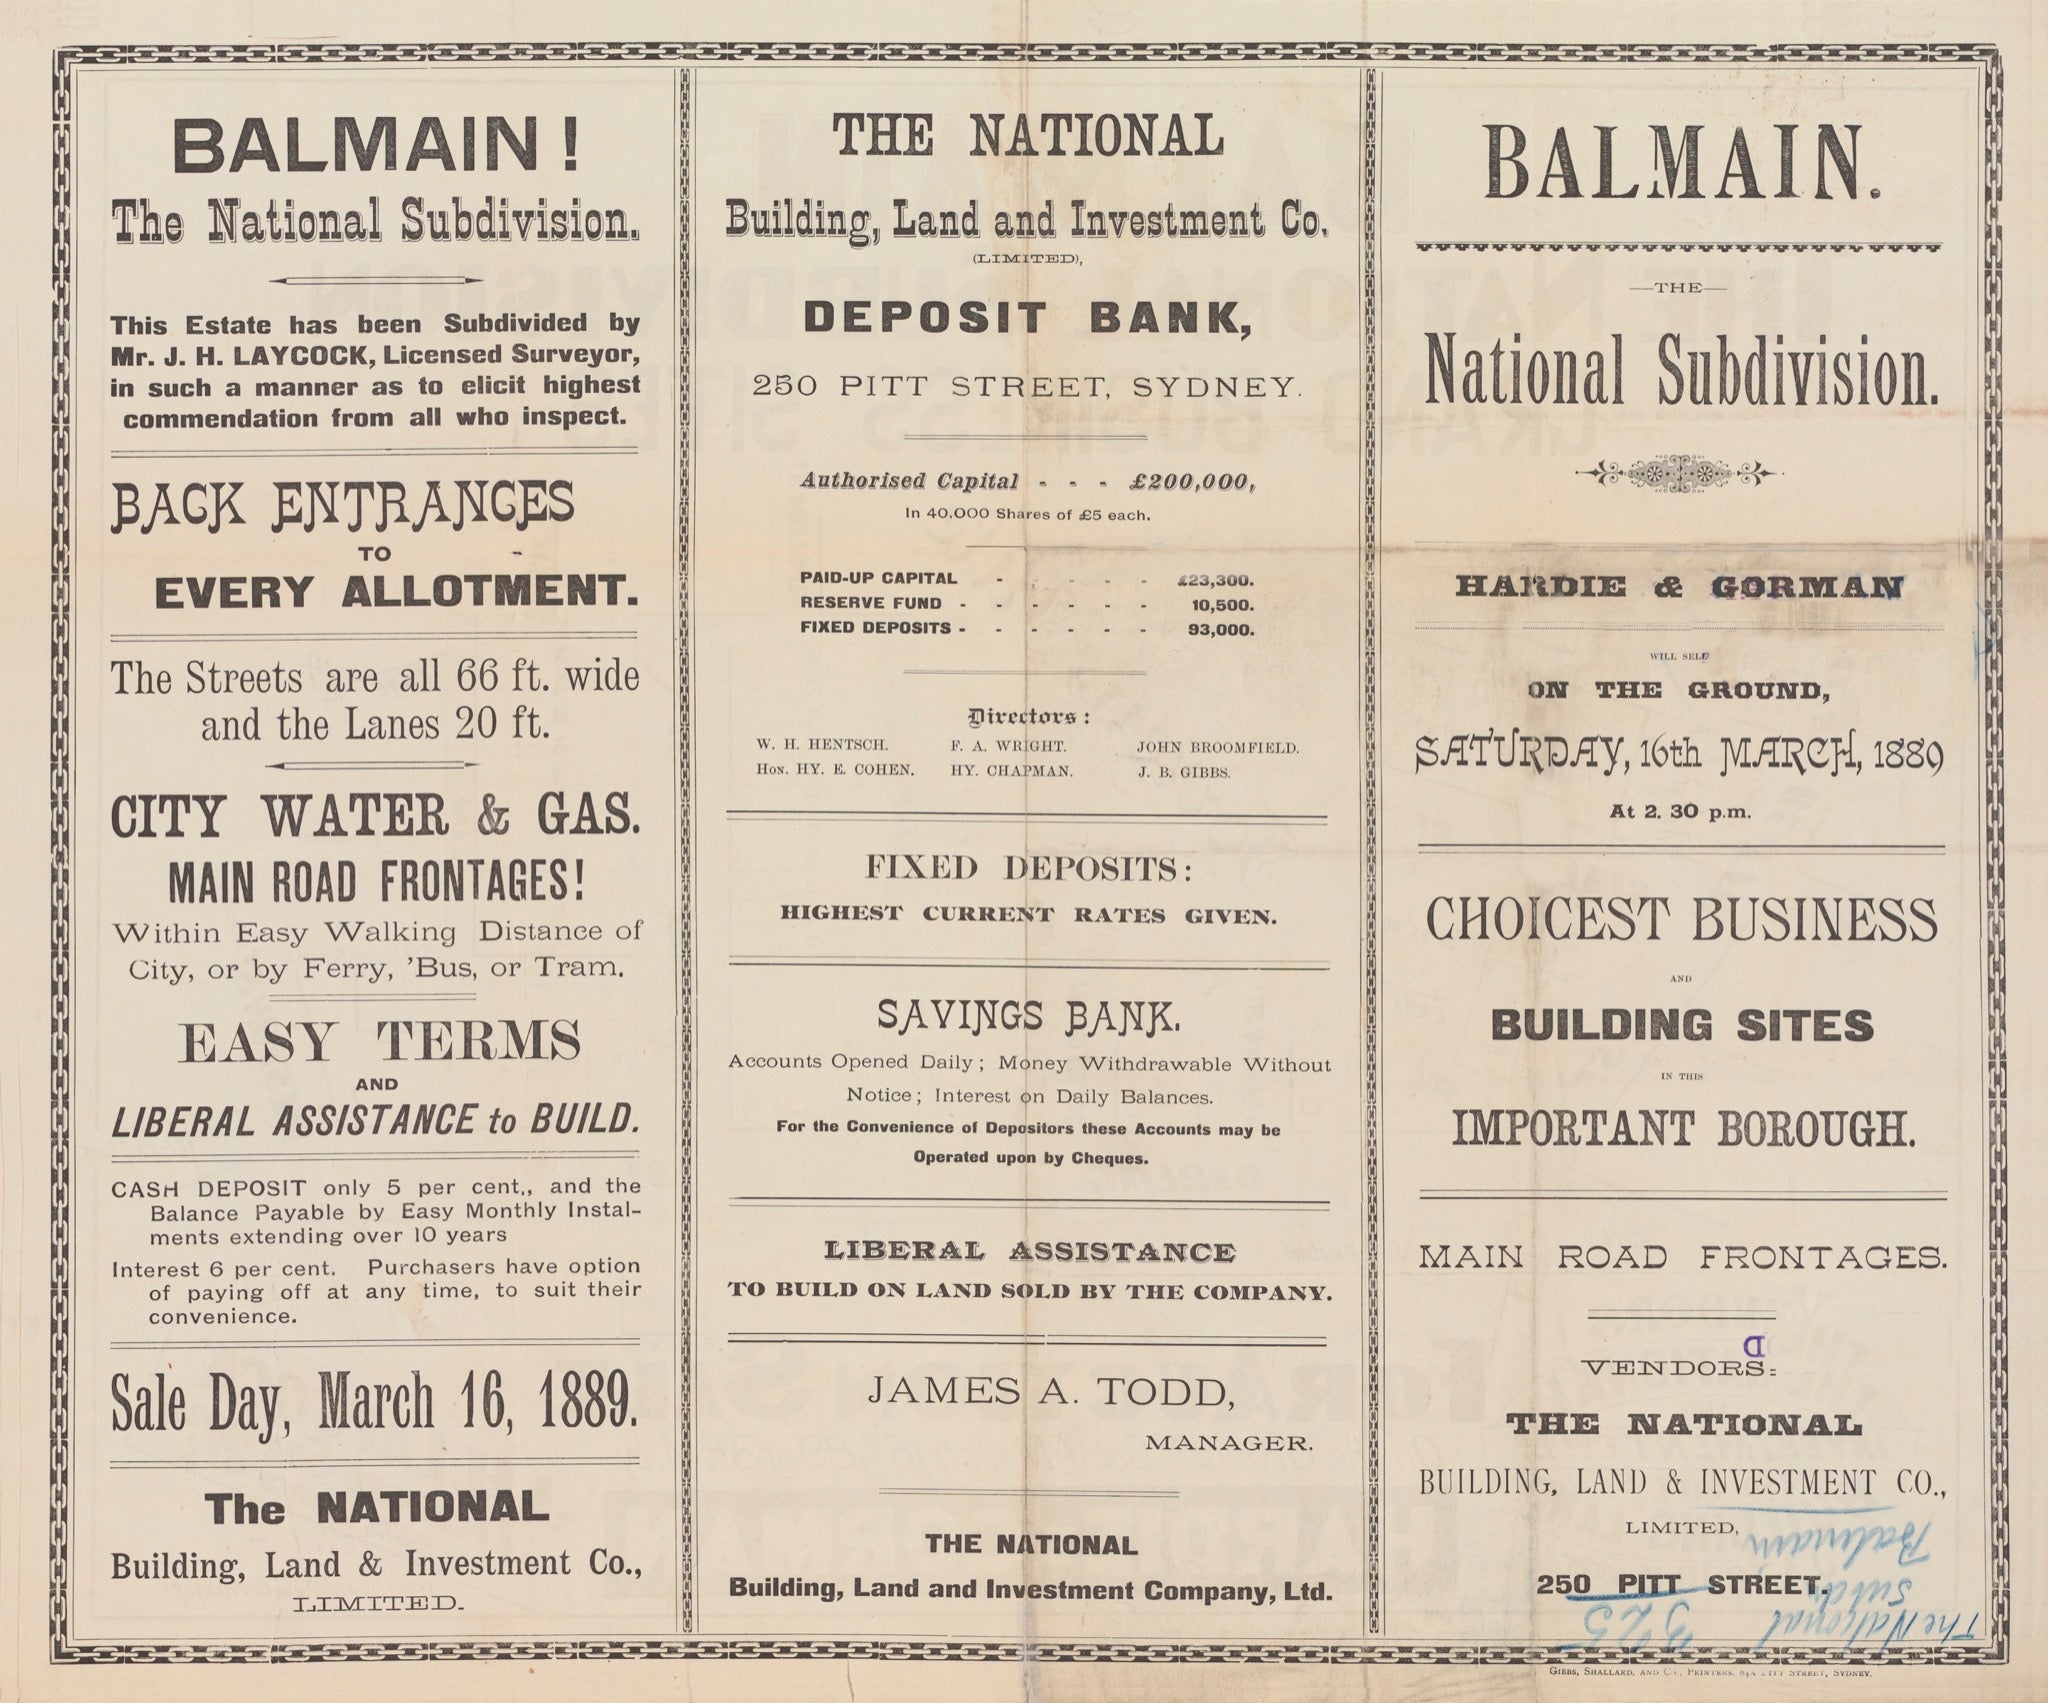 BALMAIN!
The National Subdivision.
This Estate has been Subdivided by
Mr. J. H. LAYCOCK, Licensed Surveyor,
in such a manner as to elicit highest
commendation from all who inspect.
BACK ENTRANCES
TO
EVERY ALLOTMENT.
The Streets are all 66 ft. wide
and the Lanes 20 ft.
CITY WATER & GAS.
MAIN ROAD FRONTAGES!
Within Easy Walking Distance of
City, or by Ferry, 'Bus, or Tram.
EASY TERMS
AND
LIBERAL ASSISTANCE to BUILD.
CASH DEPOSIT only 5 per cent., and the
Balance Payable by Easy Monthly Instal-
ments extending over 10 years
Interest 6 per cent. Purchasers have option
of paying off at any time, to suit their
convenience.
Sale Day, March 16, 1889.
The NATIONAL
Building, Land & Investment Co.,
LIMITED.
THE NATIONAL
Building, Land and Investment Co.
(LIMITED),
DEPOSIT BANK,
250 PITT STREET, SYDNEY.
Authorised Capital - - - £200,000,
In 40,000 Shares of £5 each.
PAID-UP CAPITAL - - - - - £23,300.
RESERVE FUND - - - - - - 10,500.
FIXED DEPOSITS - - - - - - 93,000.
Directors:
W. H. HENTSCH. F. A. WRIGHT. JOHN BROOMFIELD.
Hon. HY. E. COHEN. HY. CHAPMAN. J. B. GIBBS.
FIXED DEPOSITS:
HIGHEST CURRENT RATES GIVEN.
SAVINGS BANK.
Accounts Opened Daily; Money Withdrawable Without
Notice; Interest on Daily Balances.
For the Convenience of Depositors these Accounts may be
Operated upon by Cheques.
LIBERAL ASSISTANCE
TO BUILD ON LAND SOLD BY THE COMPANY.
JAMES A. TODD,
MANAGER.
THE NATIONAL
Building, Land and Investment Company, Ltd.
BALMAIN.
—THE—
National Subdivision.
HARDIE & GORMAN
WILL SELL
ON THE GROUND,
SATURDAY, 16th MARCH, 1889
At 2. 30 p.m.
CHOICEST BUSINESS
AND
BUILDING SITES
IN THIS
IMPORTANT BOROUGH.
MAIN ROAD FRONTAGES.
D
VENDORS:
THE NATIONAL
BUILDING, LAND & INVESTMENT CO.,
LIMITED,
250 PITT STREET.
325
The National
Subdn
Balmain
GIBBS, SHALLARD, AND CO., PRINTERS, PITT STREET, SYDNEY.